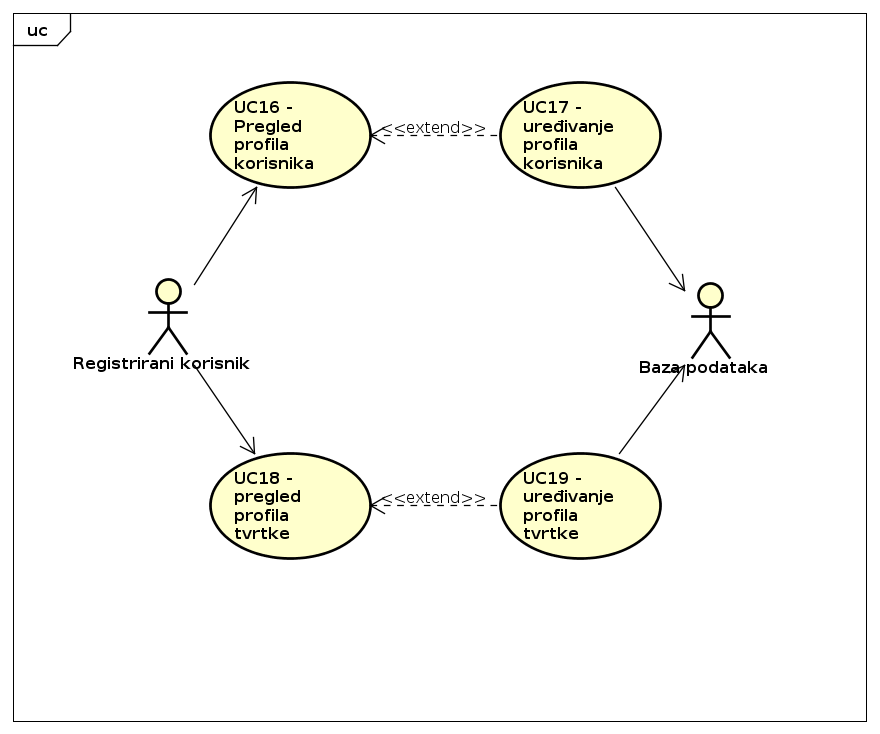 uc
UC16 -
Pregled
profila
korisnika
<<extend>>
UC17 -
uređivanje
profila
korisnika
Registrirani korisnik
Baza podataka
UC18 -
pregled
profila
tvrtke
<<extend>>
UC19 -
uređivanje
profila
tvrtke